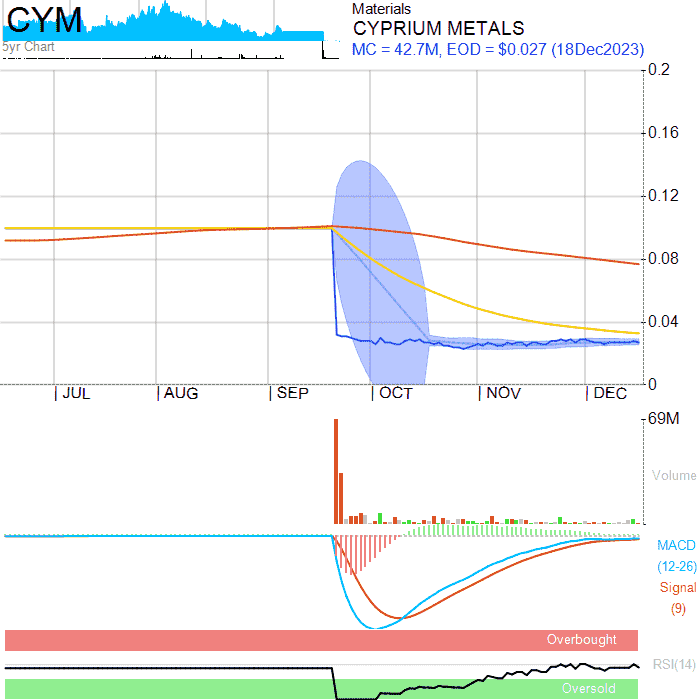 CYM
5yr Chart
Materials
CYPRIUM METALS
MC = 42.7M, EOD = $0.027 (18Dec2023)
0.2
0.16
0.12
0.08
0.04
0
JUL
AUG
SEP
OCT
NOV
DEC
69M
Volume
MACD
(12-26)
Signal
(9)
Overbought
RSI(14)
Oversold